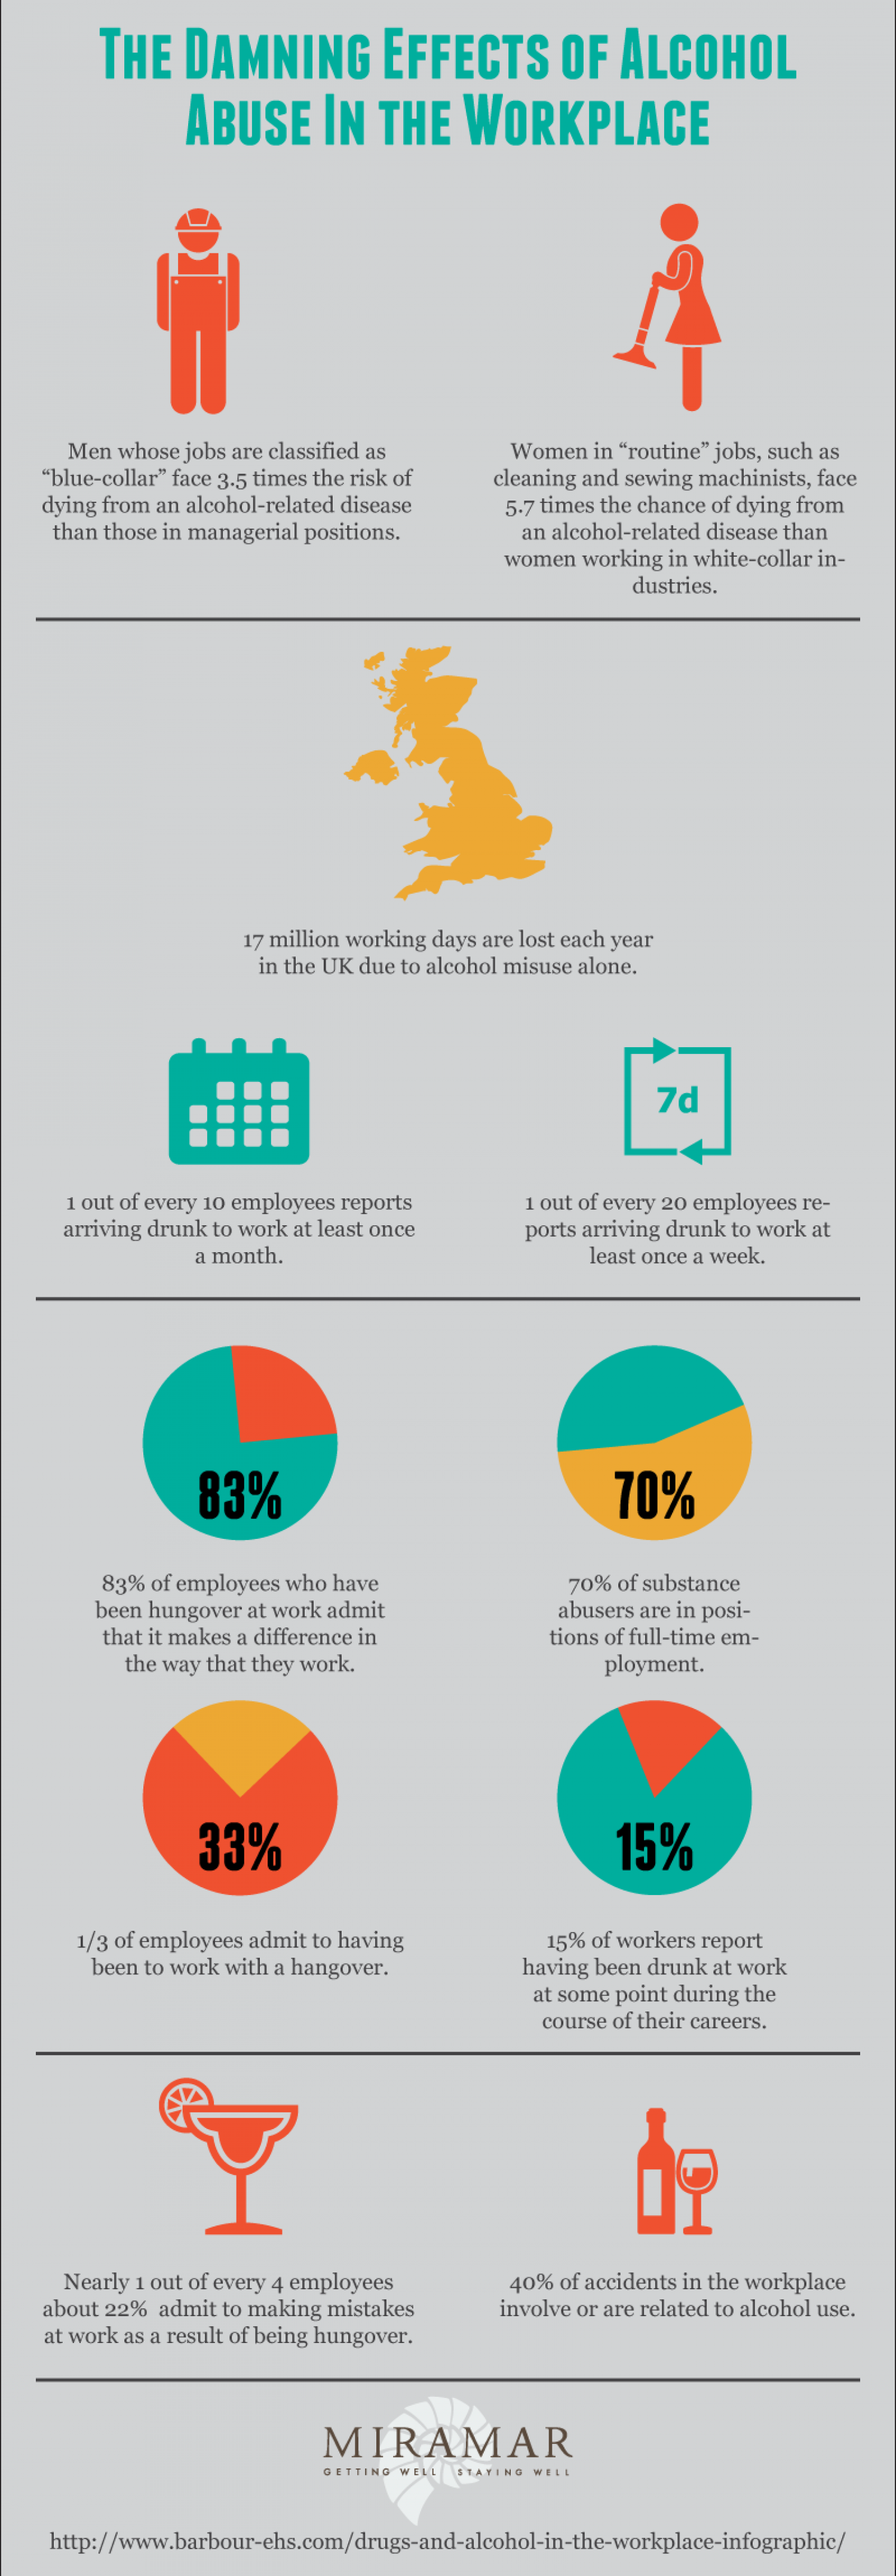 THE DAMNING EFFECTS OF ALCOHOL
ABUSE IN THE WORKPLACE
Men whose jobs are classified as
“blue-collar” face 3.5 times the risk of
dying from an alcohol-related disease
than those in managerial positions.
Women in “routine” jobs, such as
cleaning and sewing machinists, face
5.7 times the chance of dying from
an alcohol-related disease than
women working in white-collar in-
dustries.
17 million working days are lost each year
in the UK due to alcohol misuse alone.
7d
1 out of every 10 employees reports
arriving drunk to work at least once
a month.
1 out of every 20 employees re-
ports arriving drunk to work at
least once a week.
83%
83% of employees who have
been hungover at work admit
that it makes a difference in
the way that they work.
70%
70% of substance
abusers are in posi-
tions of full-time em-
ployment.
33%
1/3 of employees admit to having
been to work with a hangover.
15%
15% of workers report
having been drunk at work
at some point during the
course of their careers.
Nearly 1 out of every 4 employees
about 22% admit to making mistakes
at work as a result of being hungover.
40% of accidents in the workplace
involve or are related to alcohol use.
MIRAMAR
GETTING WELL STAYING WELL
http://www.barbour-ehs.com/drugs-and-alcohol-in-the-workplace-infographic/